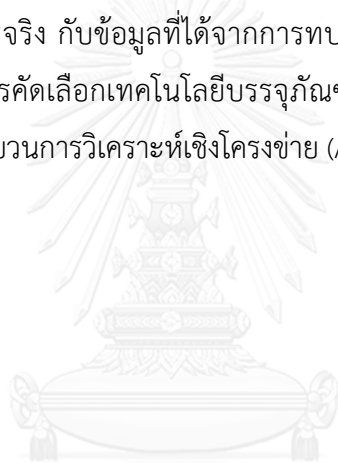 จริง กับข้อมูลที่ได้จากการทบ
รคัดเลือกเทคโนโลยีบรรจุภัณฑ
บวนการวิเคราะห์เชิงโครงข่าย (